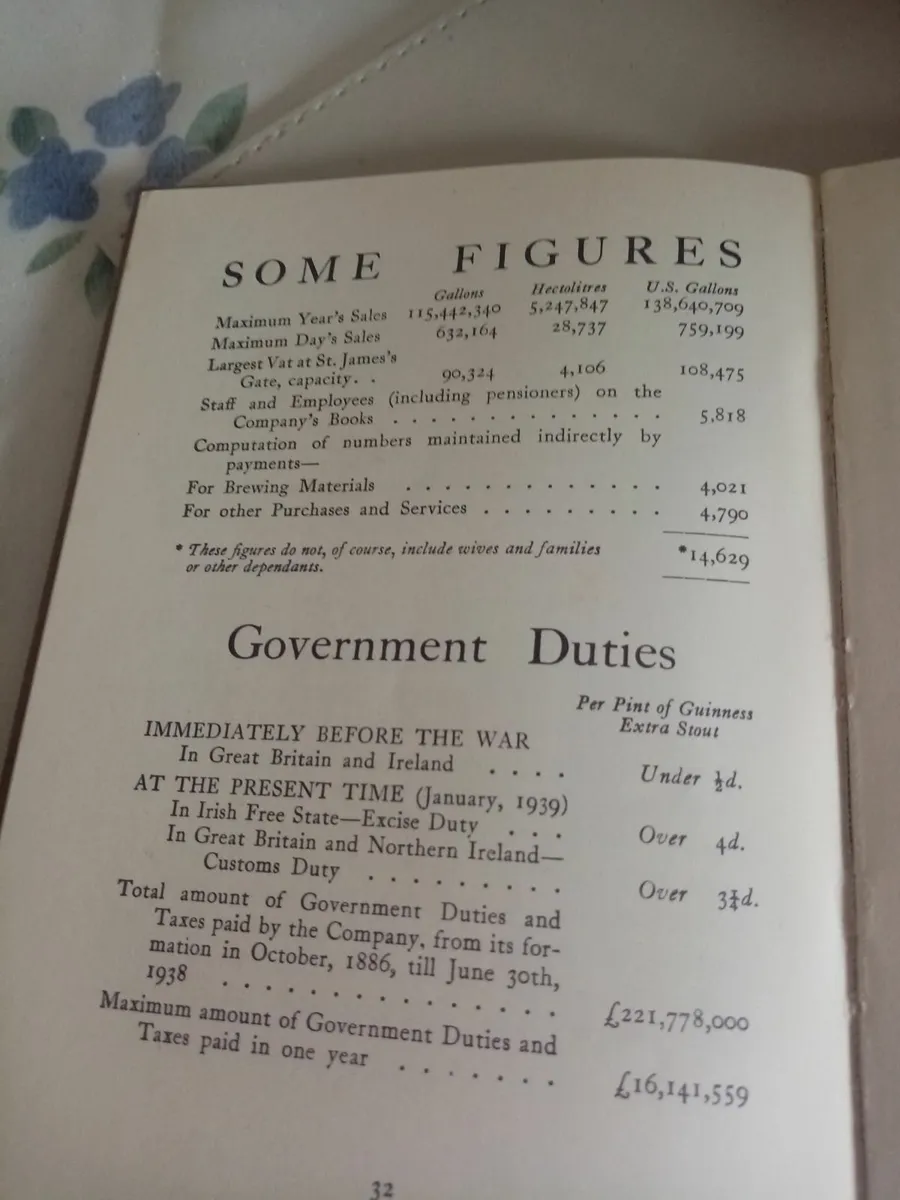 SOME FIGURES
Gallons Hectolitres U.S. Gallons
Maximum Year's Sales 115,442,340 5,247,847 138,640,709
Maximum Day's Sales 632,164 28,737 759,199
Largest Vat at St. James's
Gate, capacity. . 90,324 4,106 108,475
Staff and Employees (including pensioners) on the
Company's Books . . . . . . . . . . . . . . 5,818
Computation of numbers maintained indirectly by
payments—
For Brewing Materials . . . . . . . . . . . . . 4,021
For other Purchases and Services . . . . . . . . . 4,790
* These figures do not, of course, include wives and families *14,629
or other dependants.
Government Duties
Per Pint of Guinness
Extra Stout
IMMEDIATELY BEFORE THE WAR
In Great Britain and Ireland . . . . Under ½d.
AT THE PRESENT TIME (January, 1939)
In Irish Free State—Excise Duty . . . Over 4d.
In Great Britain and Northern Ireland—
Customs Duty . . . . . . . . . Over 3¼d.
Total amount of Government Duties and
Taxes paid by the Company, from its for-
mation in October, 1886, till June 30th,
1938 . . . . . . . . . . . . . £221,778,000
Maximum amount of Government Duties and
Taxes paid in one year . . . . . . . £16,141,559
32